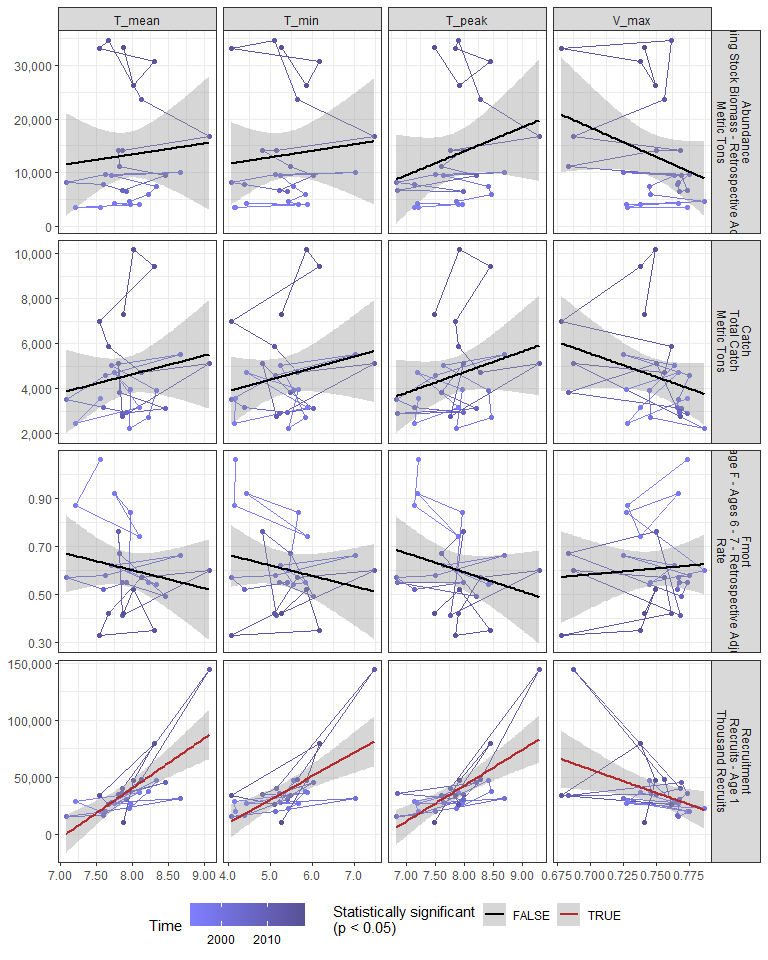 T_mean T_min T_peak V_max
30,000
20,000
10,000
0
Abundance
Stock Biomass - Retrospective
Metric Tons
10,000
8,000
6,000
4,000
2,000
Catch
Total Catch
Metric Tons
0.90
0.70
0.50
0.30
Fmort
F - Ages 6 - 7 - Retrospective
Rate
150,000
100,000
50,000
0
Recruitment
Recruits - Age 1
Thousand Recruits
7.00 7.50 8.00 8.50 9.00 4.0 5.0 6.0 7.0 7.00 7.50 8.00 8.50 9.00 9.50 0.675 0.700 0.725 0.750 0.775
Time
2000 2010
Statistically significant
(p < 0.05)
FALSE TRUE